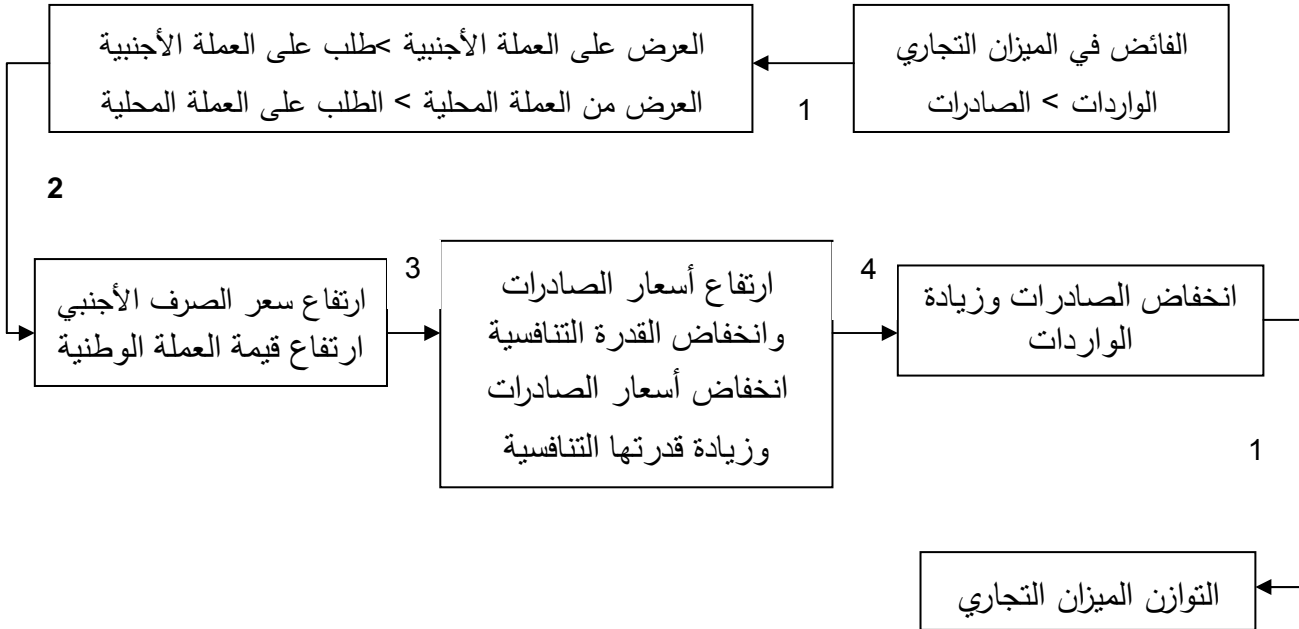 الفائض في الميزان التجاري
الواردات > الصادرات
1
العرض على العملة الأجنبية >طلب على العملة الأجنبية
العرض من العملة المحلية > الطلب على العملة المحلية
2
ارتفاع سعر الصرف الأجنبي
ارتفاع قيمة العملة الوطنية
3
ارتفاع أسعار الصادرات
وانخفاض القدرة التنافسية
انخفاض أسعار الصادرات
وزيادة قدرتها التنافسية
4
انخفاض الصادرات وزيادة
الواردات
1
التوازن الميزان التجاري